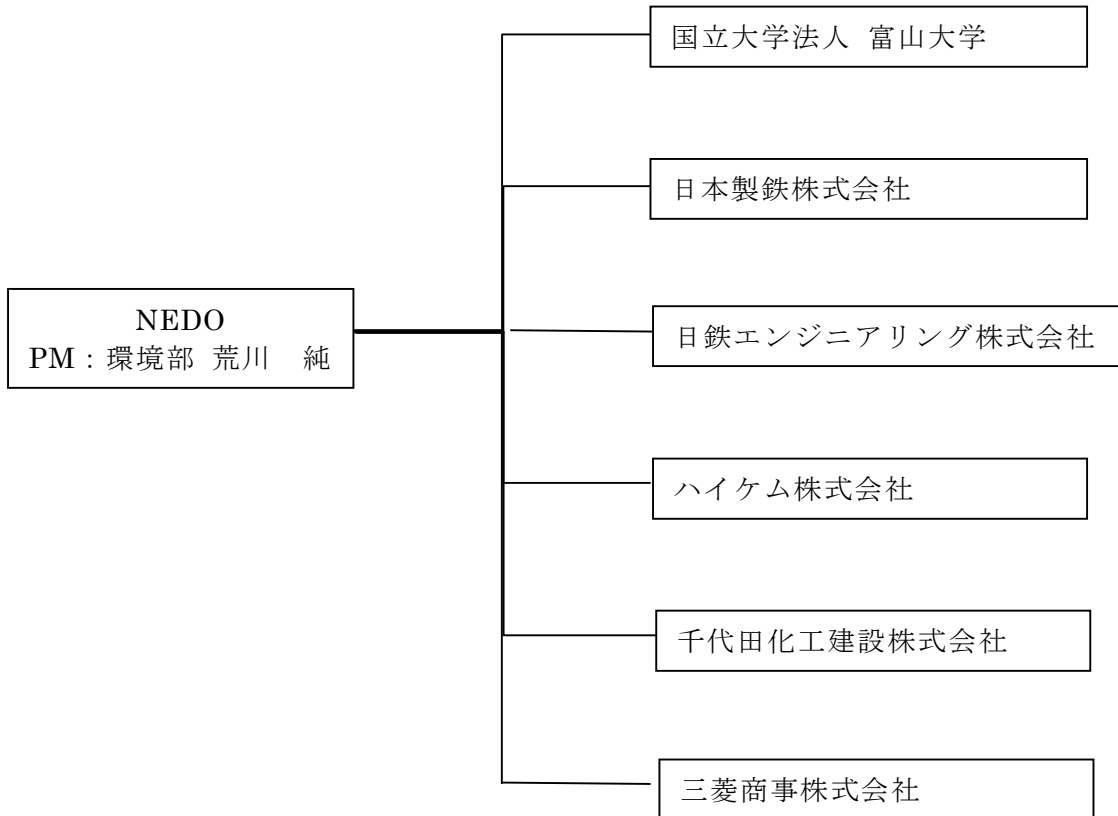 国立大学法人 富山大学
日本製鉄株式会社
NEDO
PM：環境部 荒川　純
日鉄エンジニアリング株式会社
ハイケム株式会社
千代田化工建設株式会社
三菱商事株式会社